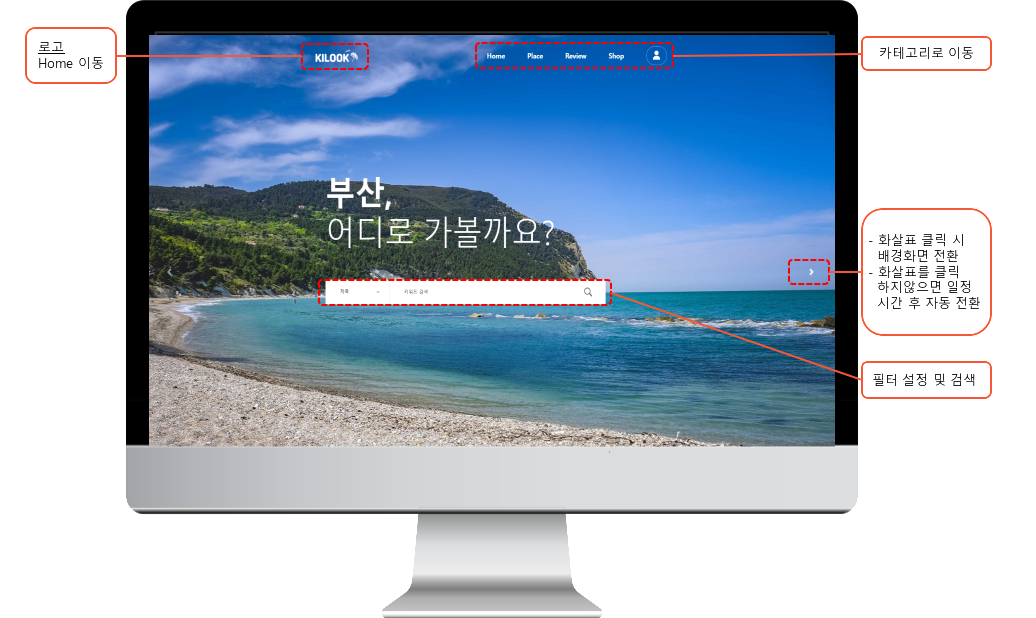 로고
Home 이동
KILOOK
Home Place Review Shop
카테고리로 이동
부산,
어디로 가볼까요?
제목
키워드 검색
- 화살표 클릭 시
배경화면 전환
- 화살표를 클릭
하지않으면 일정
시간 후 자동 전환
필터 설정 및 검색